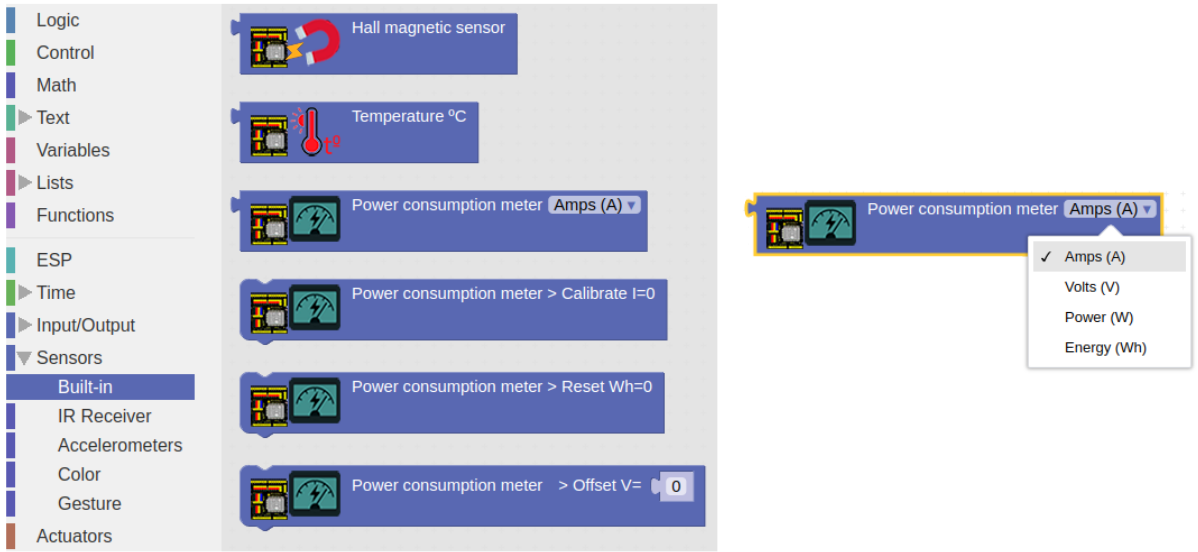 Logic
Control
Math
Text
Variables
Lists
Functions
ESP
Time
Input/Output
Sensors
Built-in
IR Receiver
Accelerometers
Color
Gesture
Actuators
Hall magnetic sensor
Temperature ºC
tº
Power consumption meter Amps (A)
Power consumption meter > Calibrate I=0
Power consumption meter > Reset Wh=0
Power consumption meter > Offset V= 0
Power consumption meter Amps (A)
✓ Amps (A)
Volts (V)
Power (W)
Energy (Wh)